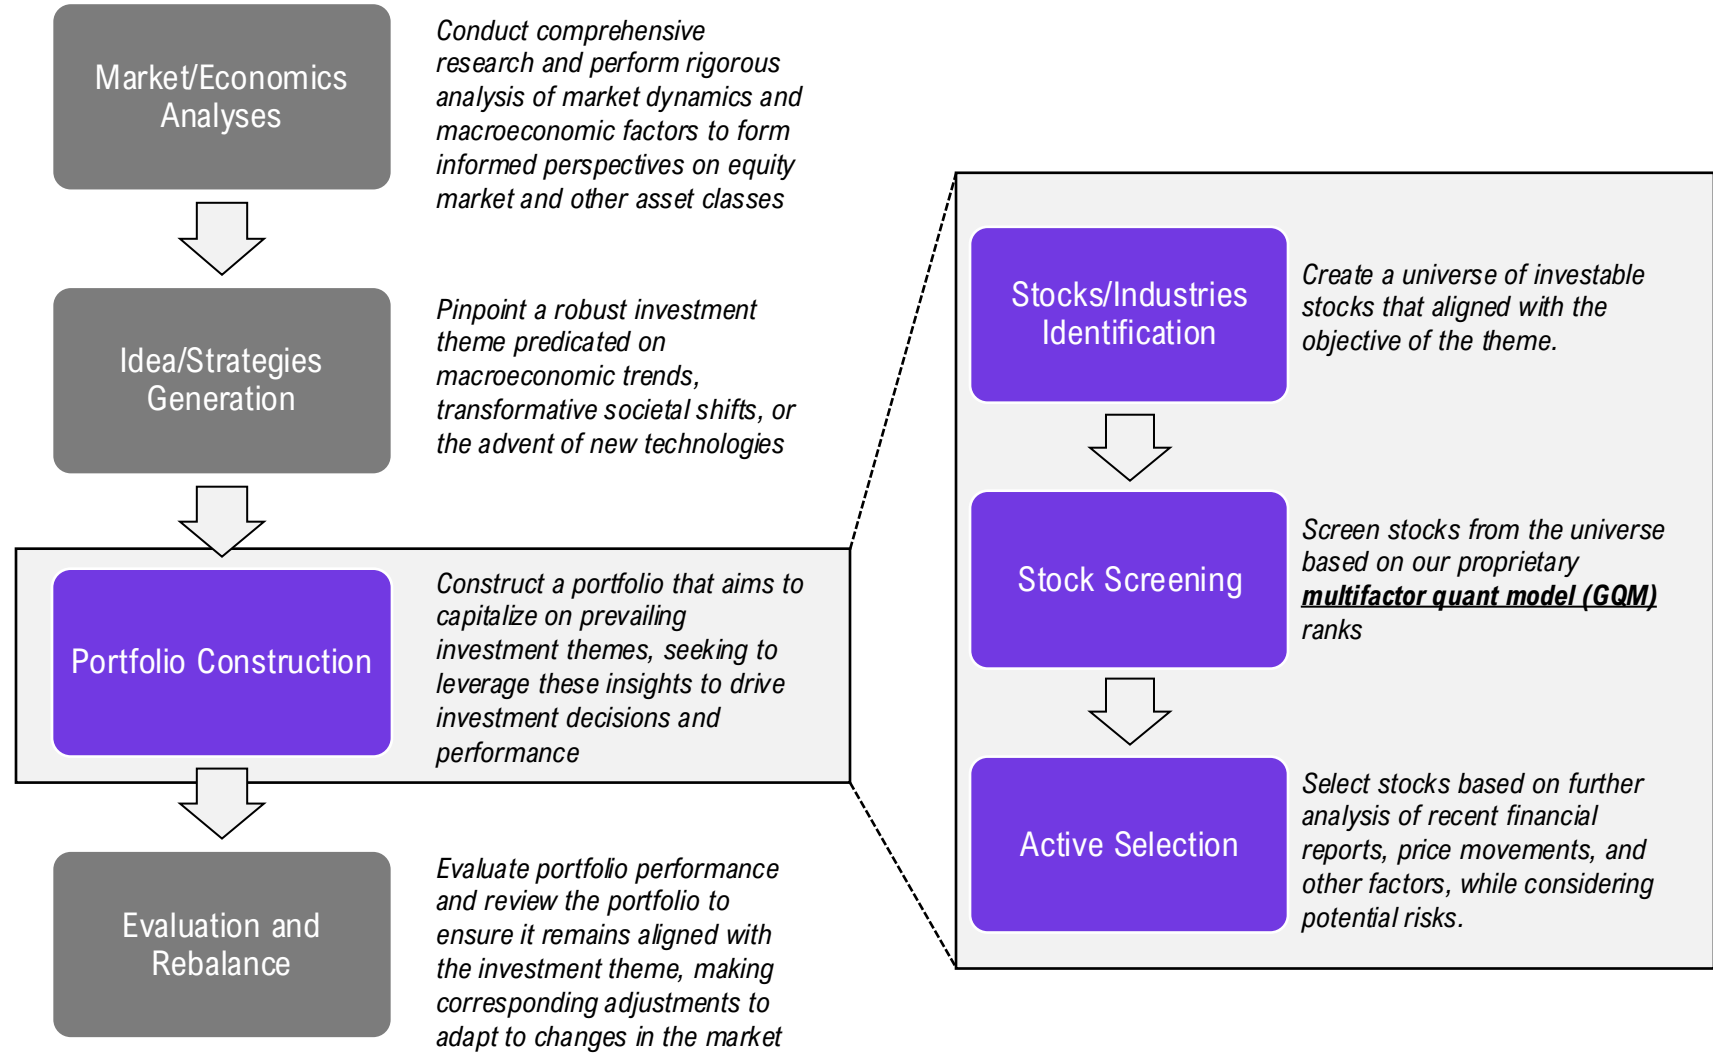 Market/Economics
Analyses
Conduct comprehensive
research and perform rigorous
analysis of market dynamics and
macroeconomic factors to form
informed perspectives on equity
market and other asset classes
Idea/Strategies
Generation
Pinpoint a robust investment
theme predicated on
macroeconomic trends,
transformative societal shifts, or
the advent of new technologies
Portfolio Construction
Construct a portfolio that aims to
capitalize on prevailing
investment themes, seeking to
leverage these insights to drive
investment decisions and
performance
Evaluation and
Rebalance
Evaluate portfolio performance
and review the portfolio to
ensure it remains aligned with
the investment theme, making
corresponding adjustments to
adapt to changes in the market
Stocks/Industries
Identification
Create a universe of investable
stocks that aligned with the
objective of the theme.
Stock Screening
Screen stocks from the universe
based on our proprietary
multifactor quant model (GQM)
ranks
Active Selection
Select stocks based on further
analysis of recent financial
reports, price movements, and
other factors, while considering
potential risks.